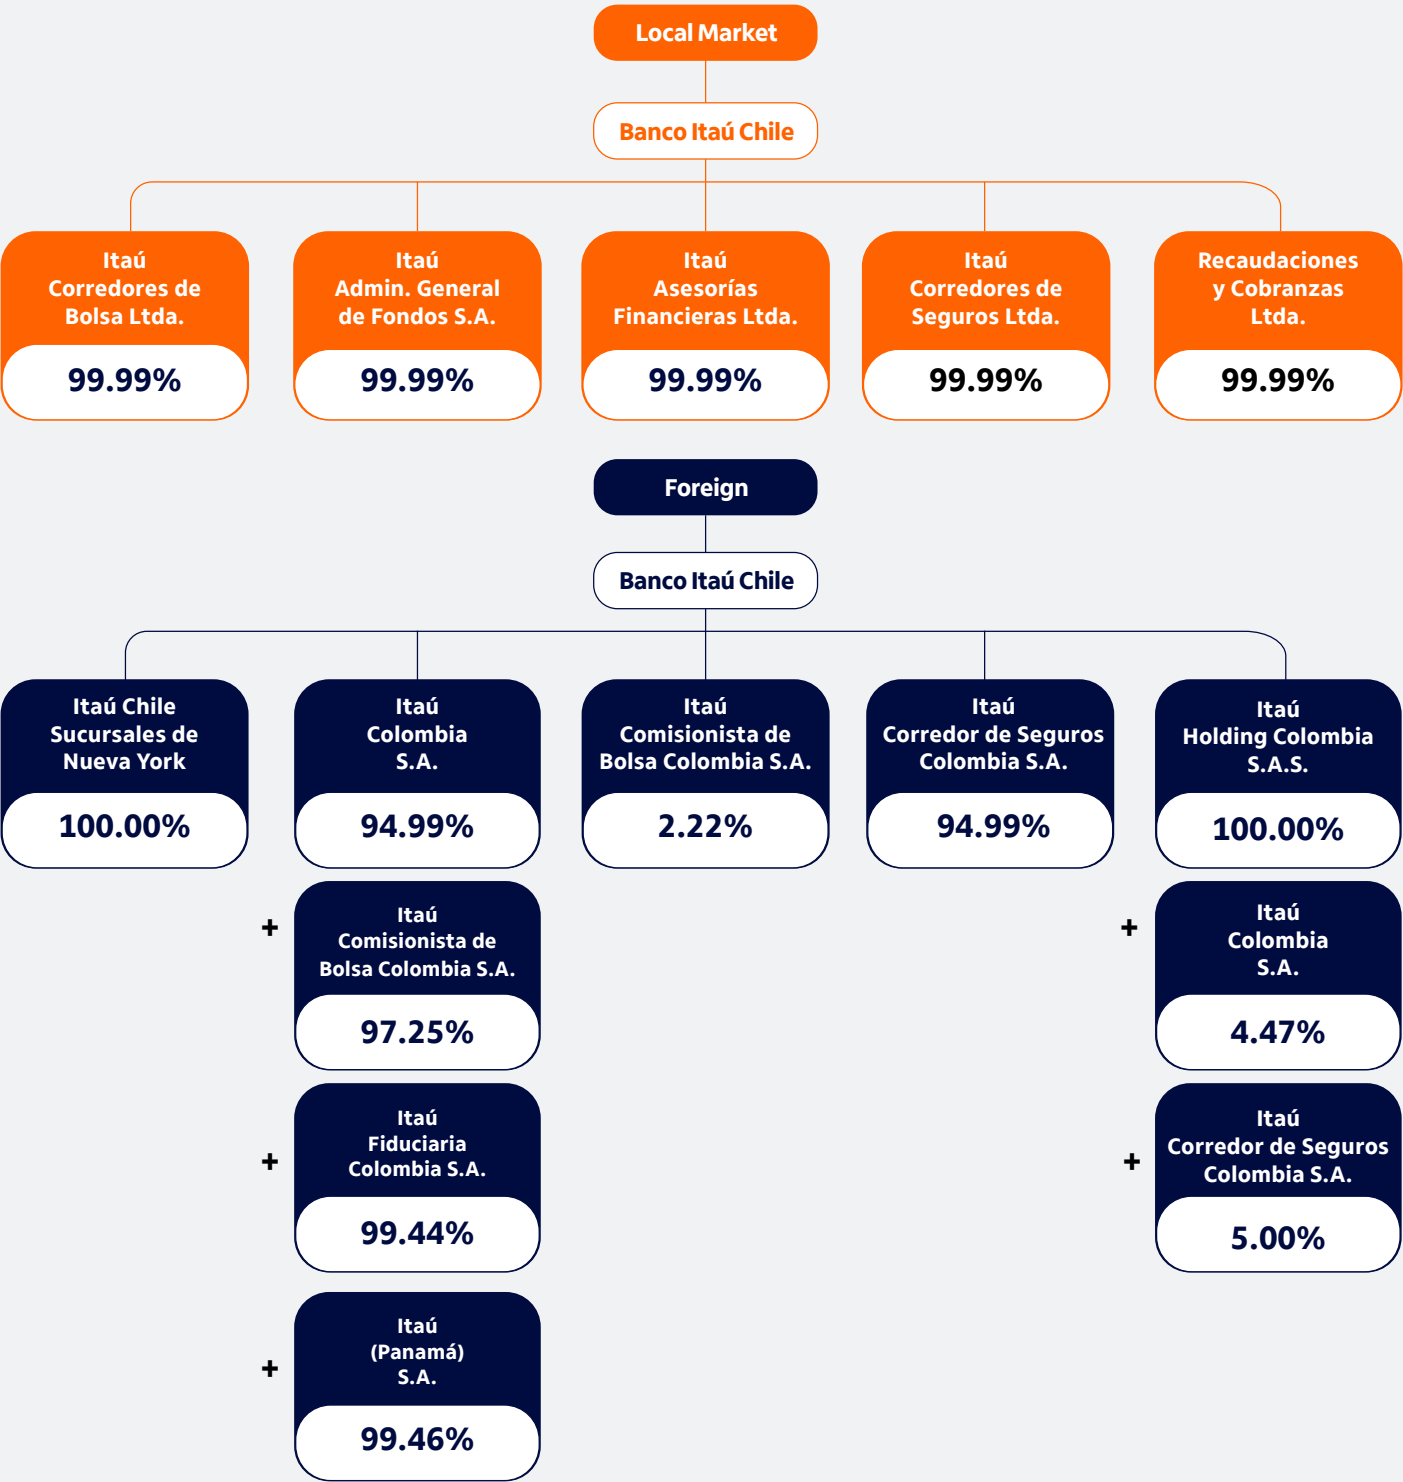 Local Market
Banco Itaú Chile
Itaú
Corredores de
Bolsa Ltda.
99.99%
Itaú
Admin. General
de Fondos S.A.
99.99%
Itaú
Asesorías
Financieras Ltda.
99.99%
Itaú
Corredores de
Seguros Ltda.
99.99%
Recaudaciones
y Cobranzas
Ltda.
99.99%
Foreign
Banco Itaú Chile
Itaú Chile
Sucursales de
Nueva York
100.00%
Itaú
Colombia
S.A.
94.99%
Itaú
Comisionista de
Bolsa Colombia S.A.
2.22%
Itaú
Corredor de Seguros
Colombia S.A.
94.99%
Itaú
Holding Colombia
S.A.S.
100.00%
+
Itaú
Comisionista de
Bolsa Colombia S.A.
97.25%
+
Itaú
Colombia
S.A.
4.47%
+
Itaú
Fiduciaria
Colombia S.A.
99.44%
+
Itaú
Corredor de Seguros
Colombia S.A.
5.00%
+
Itaú
(Panamá)
S.A.
99.46%